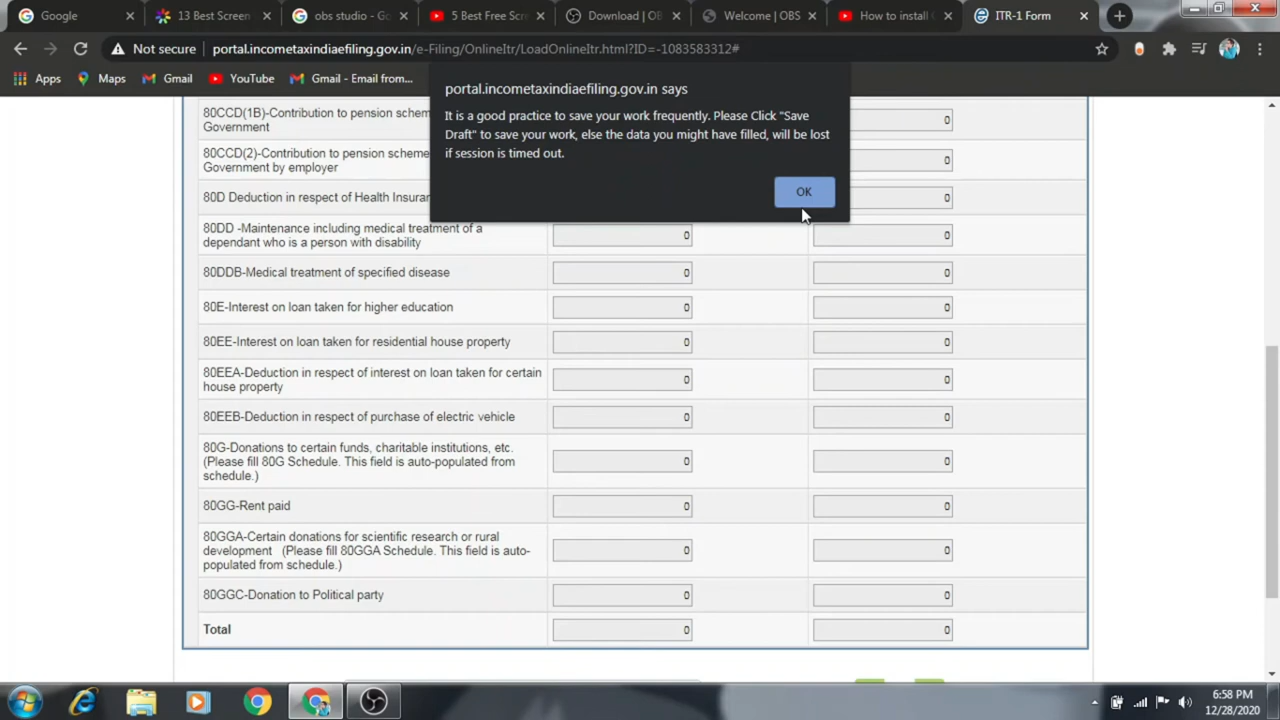 Google
13 Best Screen
obs studio - Go
5 Best Free Scr
Download | OB
Welcome | OBS
How to install
ITR-1 Form
Not secure
portal.incometaxindiaefiling.gov.in/e-Filing/OnlineItr/LoadOnlineItr.html?ID=-1083583312#
Apps
Maps
Gmail
YouTube
Gmail - Email from...
portal.incometaxindiaefiling.gov.in says
It is a good practice to save your work frequently. Please Click "Save
Draft" to save your work, else the data you might have filled, will be lost
if session is timed out.
OK
80CCD(1B)-Contribution to pension schem
Government
0
80CCD(2)-Contribution to pension scheme
Government by employer
0
80D Deduction in respect of Health Insuran
0
80DD -Maintenance including medical treatment of a
dependant who is a person with disability
0 0
80DDB-Medical treatment of specified disease 0 0
80E-Interest on loan taken for higher education 0 0
80EE-Interest on loan taken for residential house property 0 0
80EEA-Deduction in respect of interest on loan taken for certain
house property
0 0
80EEB-Deduction in respect of purchase of electric vehicle 0 0
80G-Donations to certain funds, charitable institutions, etc.
(Please fill 80G Schedule. This field is auto-populated from
schedule.)
0 0
80GG-Rent paid 0 0
80GGA-Certain donations for scientific research or rural
development (Please fill 80GGA Schedule. This field is auto-
populated from schedule.)
0 0
80GGC-Donation to Political party 0 0
Total 0 0
6:58 PM
12/28/2020